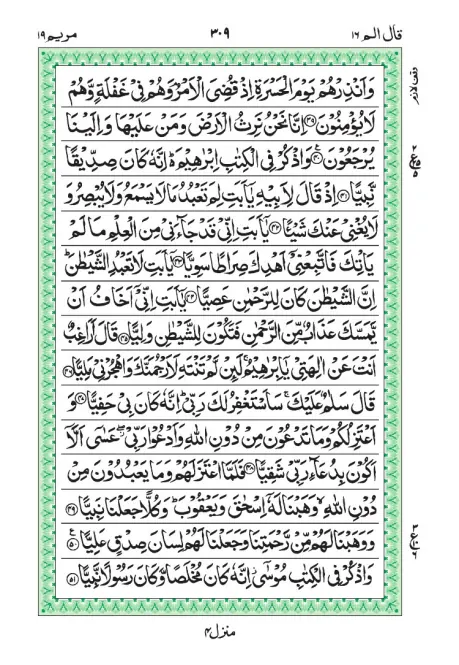 قال الم ١٦ ٣٠٩ مريم ١٩
وَاَنْذِرْهُمْ يَوْمَ الْحَسْرَةِ اِذْ قُضِيَ الْاَمْرُ وَهُمْ فِيْ غَفْلَةٍ وَّهُمْ
لَا يُؤْمِنُوْنَ ﴿٣٩﴾ اِنَّا نَحْنُ نَرِثُ الْاَرْضَ وَمَنْ عَلَيْهَا وَاِلَيْنَا
يُرْجَعُوْنَ ﴿٤٠﴾ وَاذْكُرْ فِي الْكِتٰبِ اِبْرٰهِيْمَ اِنَّهٗ كَانَ صِدِّيْقًا
نَّبِيًّا ﴿٤١﴾ اِذْ قَالَ لِاَبِيْهِ يٰٓاَبَتِ لِمَ تَعْبُدُ مَا لَا يَسْمَعُ وَلَا يُبْصِرُ وَ
لَا يُغْنِيْ عَنْكَ شَيْئًا ﴿٤٢﴾ يٰٓاَبَتِ اِنِّيْ قَدْ جَآءَنِيْ مِنَ الْعِلْمِ مَا لَمْ
يَاْتِكَ فَاتَّبِعْنِيْٓ اَهْدِكَ صِرَاطًا سَوِيًّا ﴿٤٣﴾ يٰٓاَبَتِ لَا تَعْبُدِ الشَّيْطٰنَ
اِنَّ الشَّيْطٰنَ كَانَ لِلرَّحْمٰنِ عَصِيًّا ﴿٤٤﴾ يٰٓاَبَتِ اِنِّيْٓ اَخَافُ اَنْ
يَّمَسَّكَ عَذَابٌ مِّنَ الرَّحْمٰنِ فَتَكُوْنَ لِلشَّيْطٰنِ وَلِيًّا ﴿٤٥﴾ قَالَ اَرَاغِبٌ
اَنْتَ عَنْ اٰلِهَتِيْ يٰٓاِبْرٰهِيْمُ لَئِنْ لَّمْ تَنْتَهِ لَاَرْجُمَنَّكَ وَاهْجُرْنِيْ مَلِيًّا ﴿٤٦﴾
قَالَ سَلٰمٌ عَلَيْكَ سَاَسْتَغْفِرُ لَكَ رَبِّيْ اِنَّهٗ كَانَ بِيْ حَفِيًّا ﴿٤٧﴾ وَ
اَعْتَزِلُكُمْ وَمَا تَدْعُوْنَ مِنْ دُوْنِ اللّٰهِ وَاَدْعُوْا رَبِّيْ عَسٰٓى اَلَّآ
اَكُوْنَ بِدُعَآءِ رَبِّيْ شَقِيًّا ﴿٤٨﴾ فَلَمَّا اعْتَزَلَهُمْ وَمَا يَعْبُدُوْنَ مِنْ
دُوْنِ اللّٰهِ وَهَبْنَا لَهٗٓ اِسْحٰقَ وَيَعْقُوْبَ وَكُلًّا جَعَلْنَا نَبِيًّا ﴿٤٩﴾
وَوَهَبْنَا لَهُمْ مِّنْ رَّحْمَتِنَا وَجَعَلْنَا لَهُمْ لِسَانَ صِدْقٍ عَلِيًّا ﴿٥٠﴾
وَاذْكُرْ فِي الْكِتٰبِ مُوْسٰٓى اِنَّهٗ كَانَ مُخْلَصًا وَّكَانَ رَسُوْلًا نَّبِيًّا ﴿٥١﴾
وقف لازم
منزل ٤